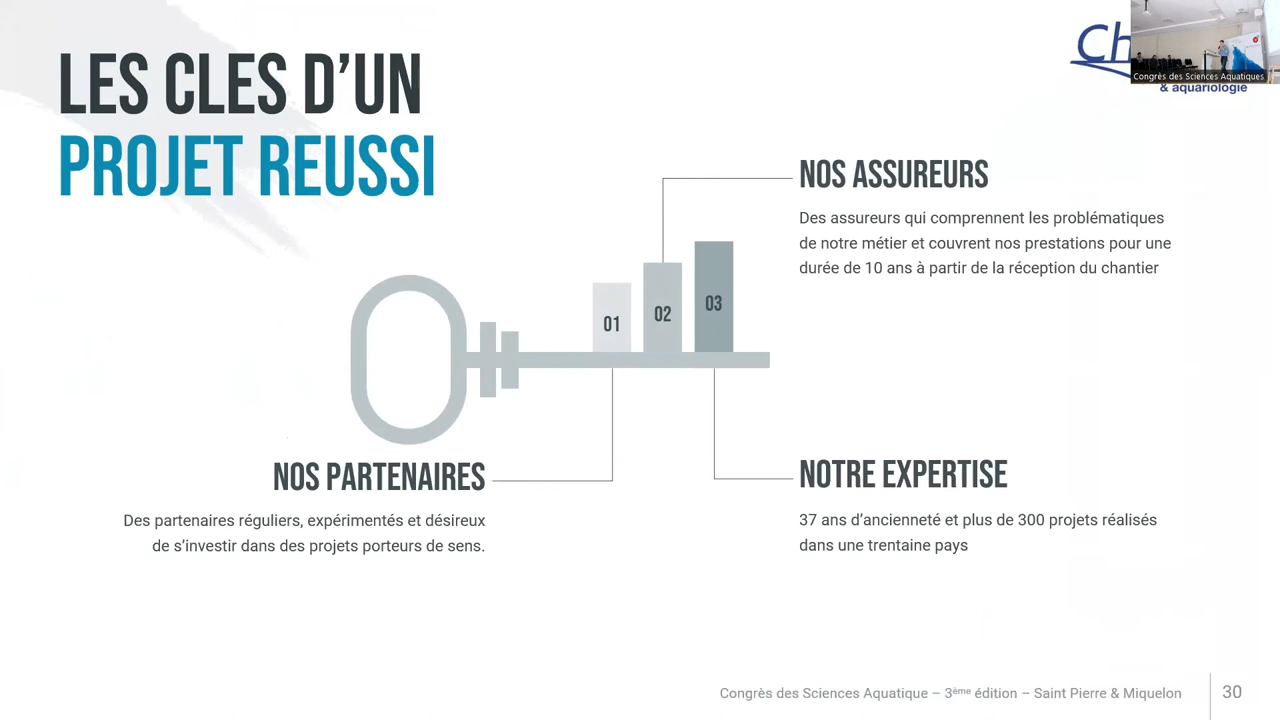 LES CLES D’UN
PROJET REUSSI
Ch
& aquariologie
Congrès des Sciences Aquatiques
NOS ASSUREURS
Des assureurs qui comprennent les problématiques
de notre métier et couvrent nos prestations pour une
durée de 10 ans à partir de la réception du chantier
01
02
03
NOS PARTENAIRES
Des partenaires réguliers, expérimentés et désireux
de s’investir dans des projets porteurs de sens.
NOTRE EXPERTISE
37 ans d’ancienneté et plus de 300 projets réalisés
dans une trentaine pays
Congrès des Sciences Aquatique – 3ème édition – Saint Pierre & Miquelon
30